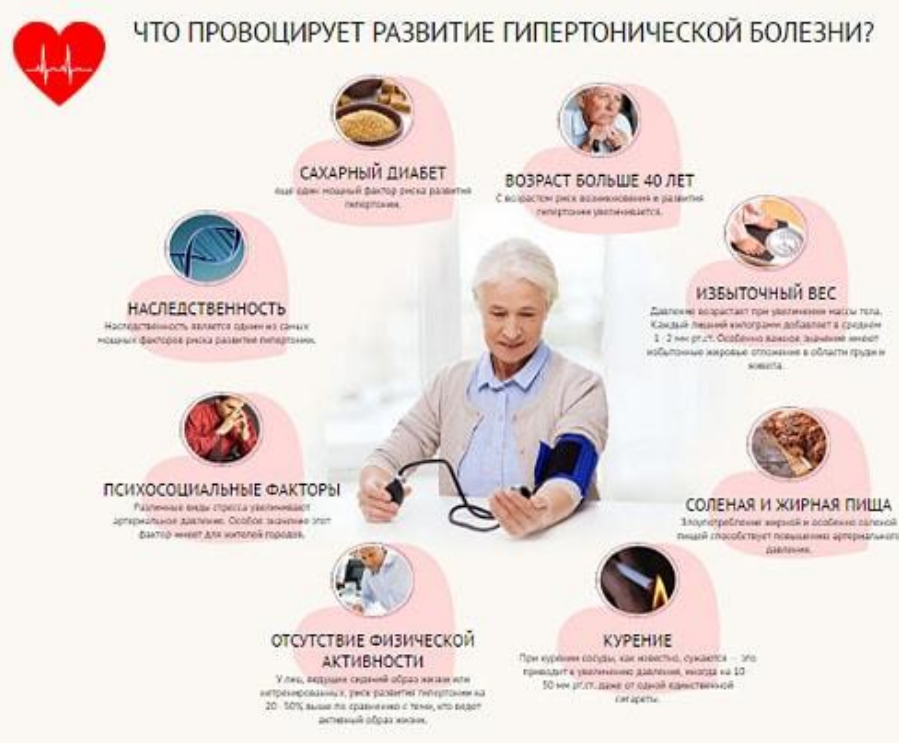 ЧТО ПРОВОЦИРУЕТ РАЗВИТИЕ ГИПЕРТОНИЧЕСКОЙ БОЛЕЗНИ?
САХАРНЫЙ ДИАБЕТ
еще один мощный фактор риска развития
гипертонии.
ВОЗРАСТ БОЛЬШЕ 40 ЛЕТ
С возрастом риск возникновения и развития
гипертонии увеличивается.
НАСЛЕДСТВЕННОСТЬ
Наследственность является одним из самых
мощных факторов риска развития гипертонии.
ИЗБЫТОЧНЫЙ ВЕС
Давление возрастает при увеличении массы тела.
Каждый лишний килограмм добавляет в среднем
1 - 2 мм рт.ст. Особенно важное значение имеют
избыточные жировые отложения в области груди и
живота.
ПСИХОСОЦИАЛЬНЫЕ ФАКТОРЫ
Различные виды стресса увеличивают
артериальное давление. Особое значение этот
фактор имеет для жителей городов.
СОЛЕНАЯ И ЖИРНАЯ ПИЩА
Злоупотребление жирной и особенно соленой
пищей способствует повышению артериального
давления.
ОТСУТСТВИЕ ФИЗИЧЕСКОЙ
АКТИВНОСТИ
У лиц, ведущих сидячий образ жизни или
нетренированных, риск развития гипертонии на
20 - 50% выше по сравнению с теми, кто ведет
активный образ жизни.
КУРЕНИЕ
При курении сосуды, как известно, сужаются — это
приводит к увеличению давления, иногда на 10
50 мм рт.ст. даже от одной единственной
сигареты.